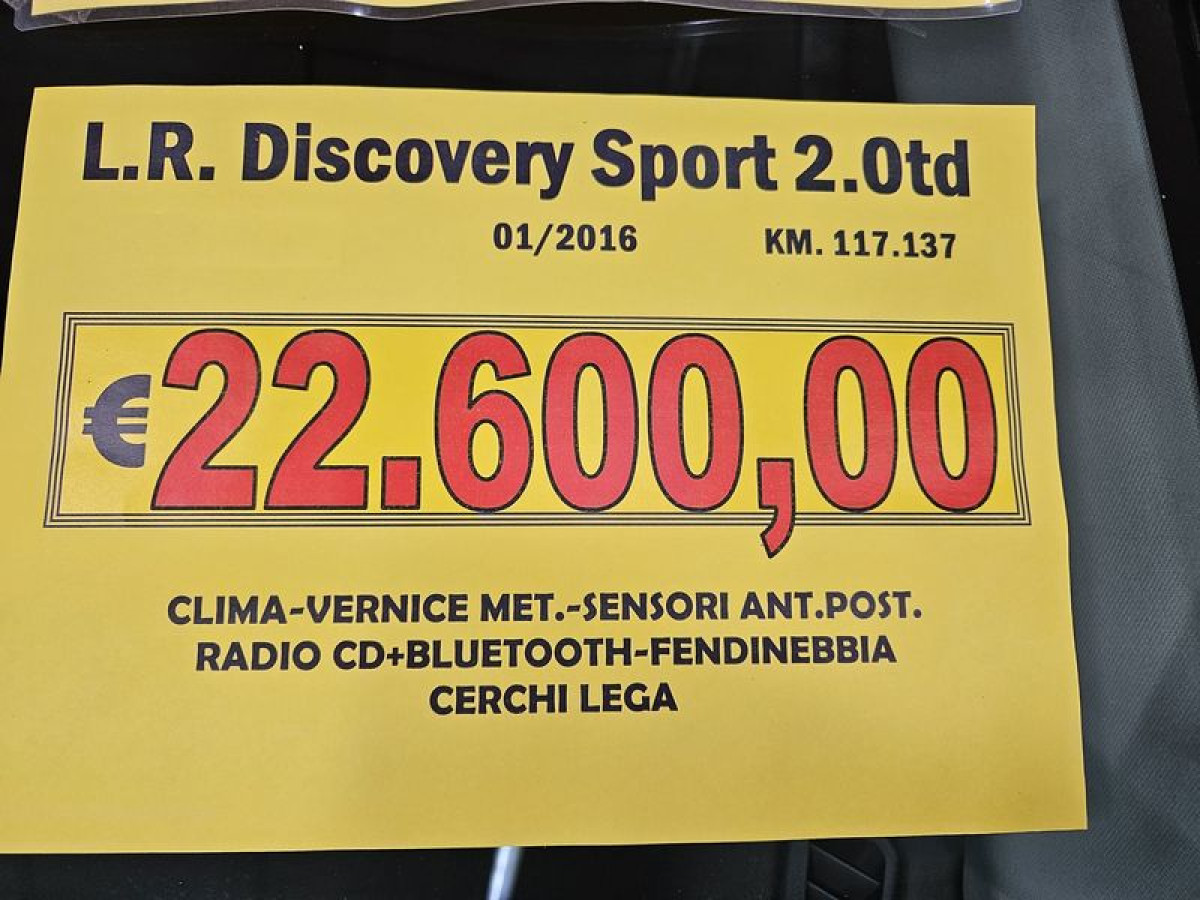 L.R. Discovery Sport 2.0td
01/2016 KM. 117.137
€22.600,00
CLIMA-VERNICE MET.-SENSORI ANT.POST.
RADIO CD+BLUETOOTH-FENDINEBBIA
CERCHI LEGA